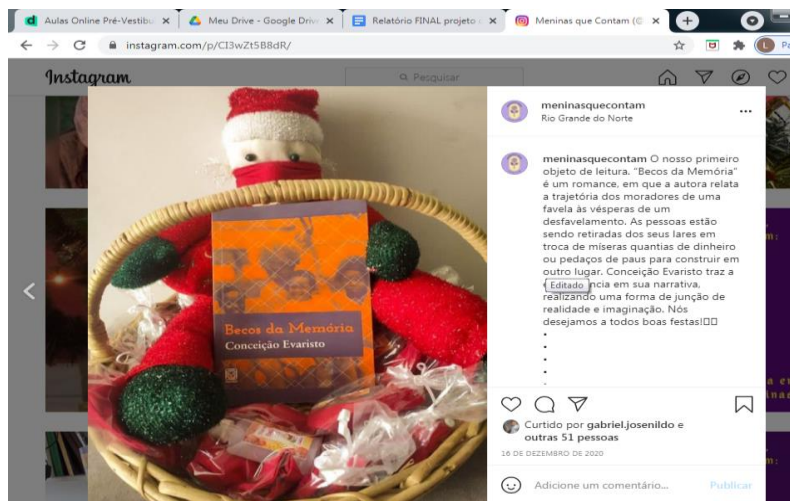 Aulas Online Pré-Vestibu
Meu Drive - Google Driv
Relatório FINAL projeto
Meninas que Contam (@
instagram.com/p/CI3wZt5B8dR/
Instagram
Pesquisar
meninasquecontam
Rio Grande do Norte
Becos da Memória
Conceição Evaristo
meninasquecontam O nosso primeiro
objeto de leitura. "Becos da Memória"
é um romance, em que a autora relata
a trajetória dos moradores de uma
favela às vésperas de um
desfavelamento. As pessoas estão
sendo retiradas dos seus lares em
troca de míseras quantias de dinheiro
ou pedaços de paus para construir em
outro lugar. Conceição Evaristo traz a
Editado
ncia em sua narrativa,
realizando uma forma de junção de
realidade e imaginação. Nós
desejamos a todos boas festas!
Curtido por gabriel.josenildo e
outras 51 pessoas
16 DE DEZEMBRO DE 2020
Adicione um comentário...
Publicar